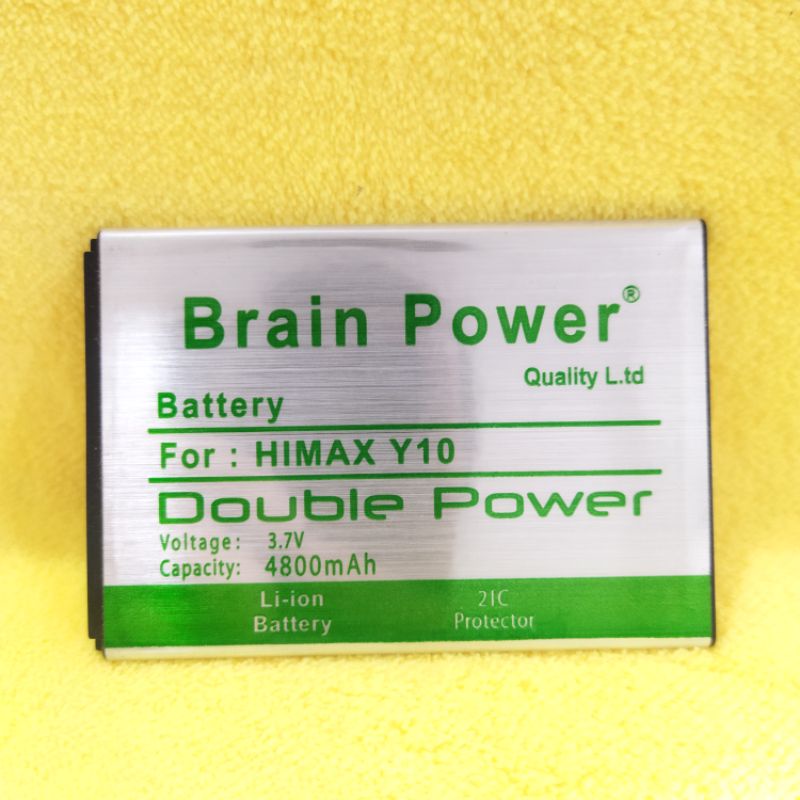 Brain Power®
Quality L.td
Battery
For : HIMAX Y10
Double Power
Voltage: 3.7V
Capacity: 4800mAh
Li-ion Battery
2IC Protector